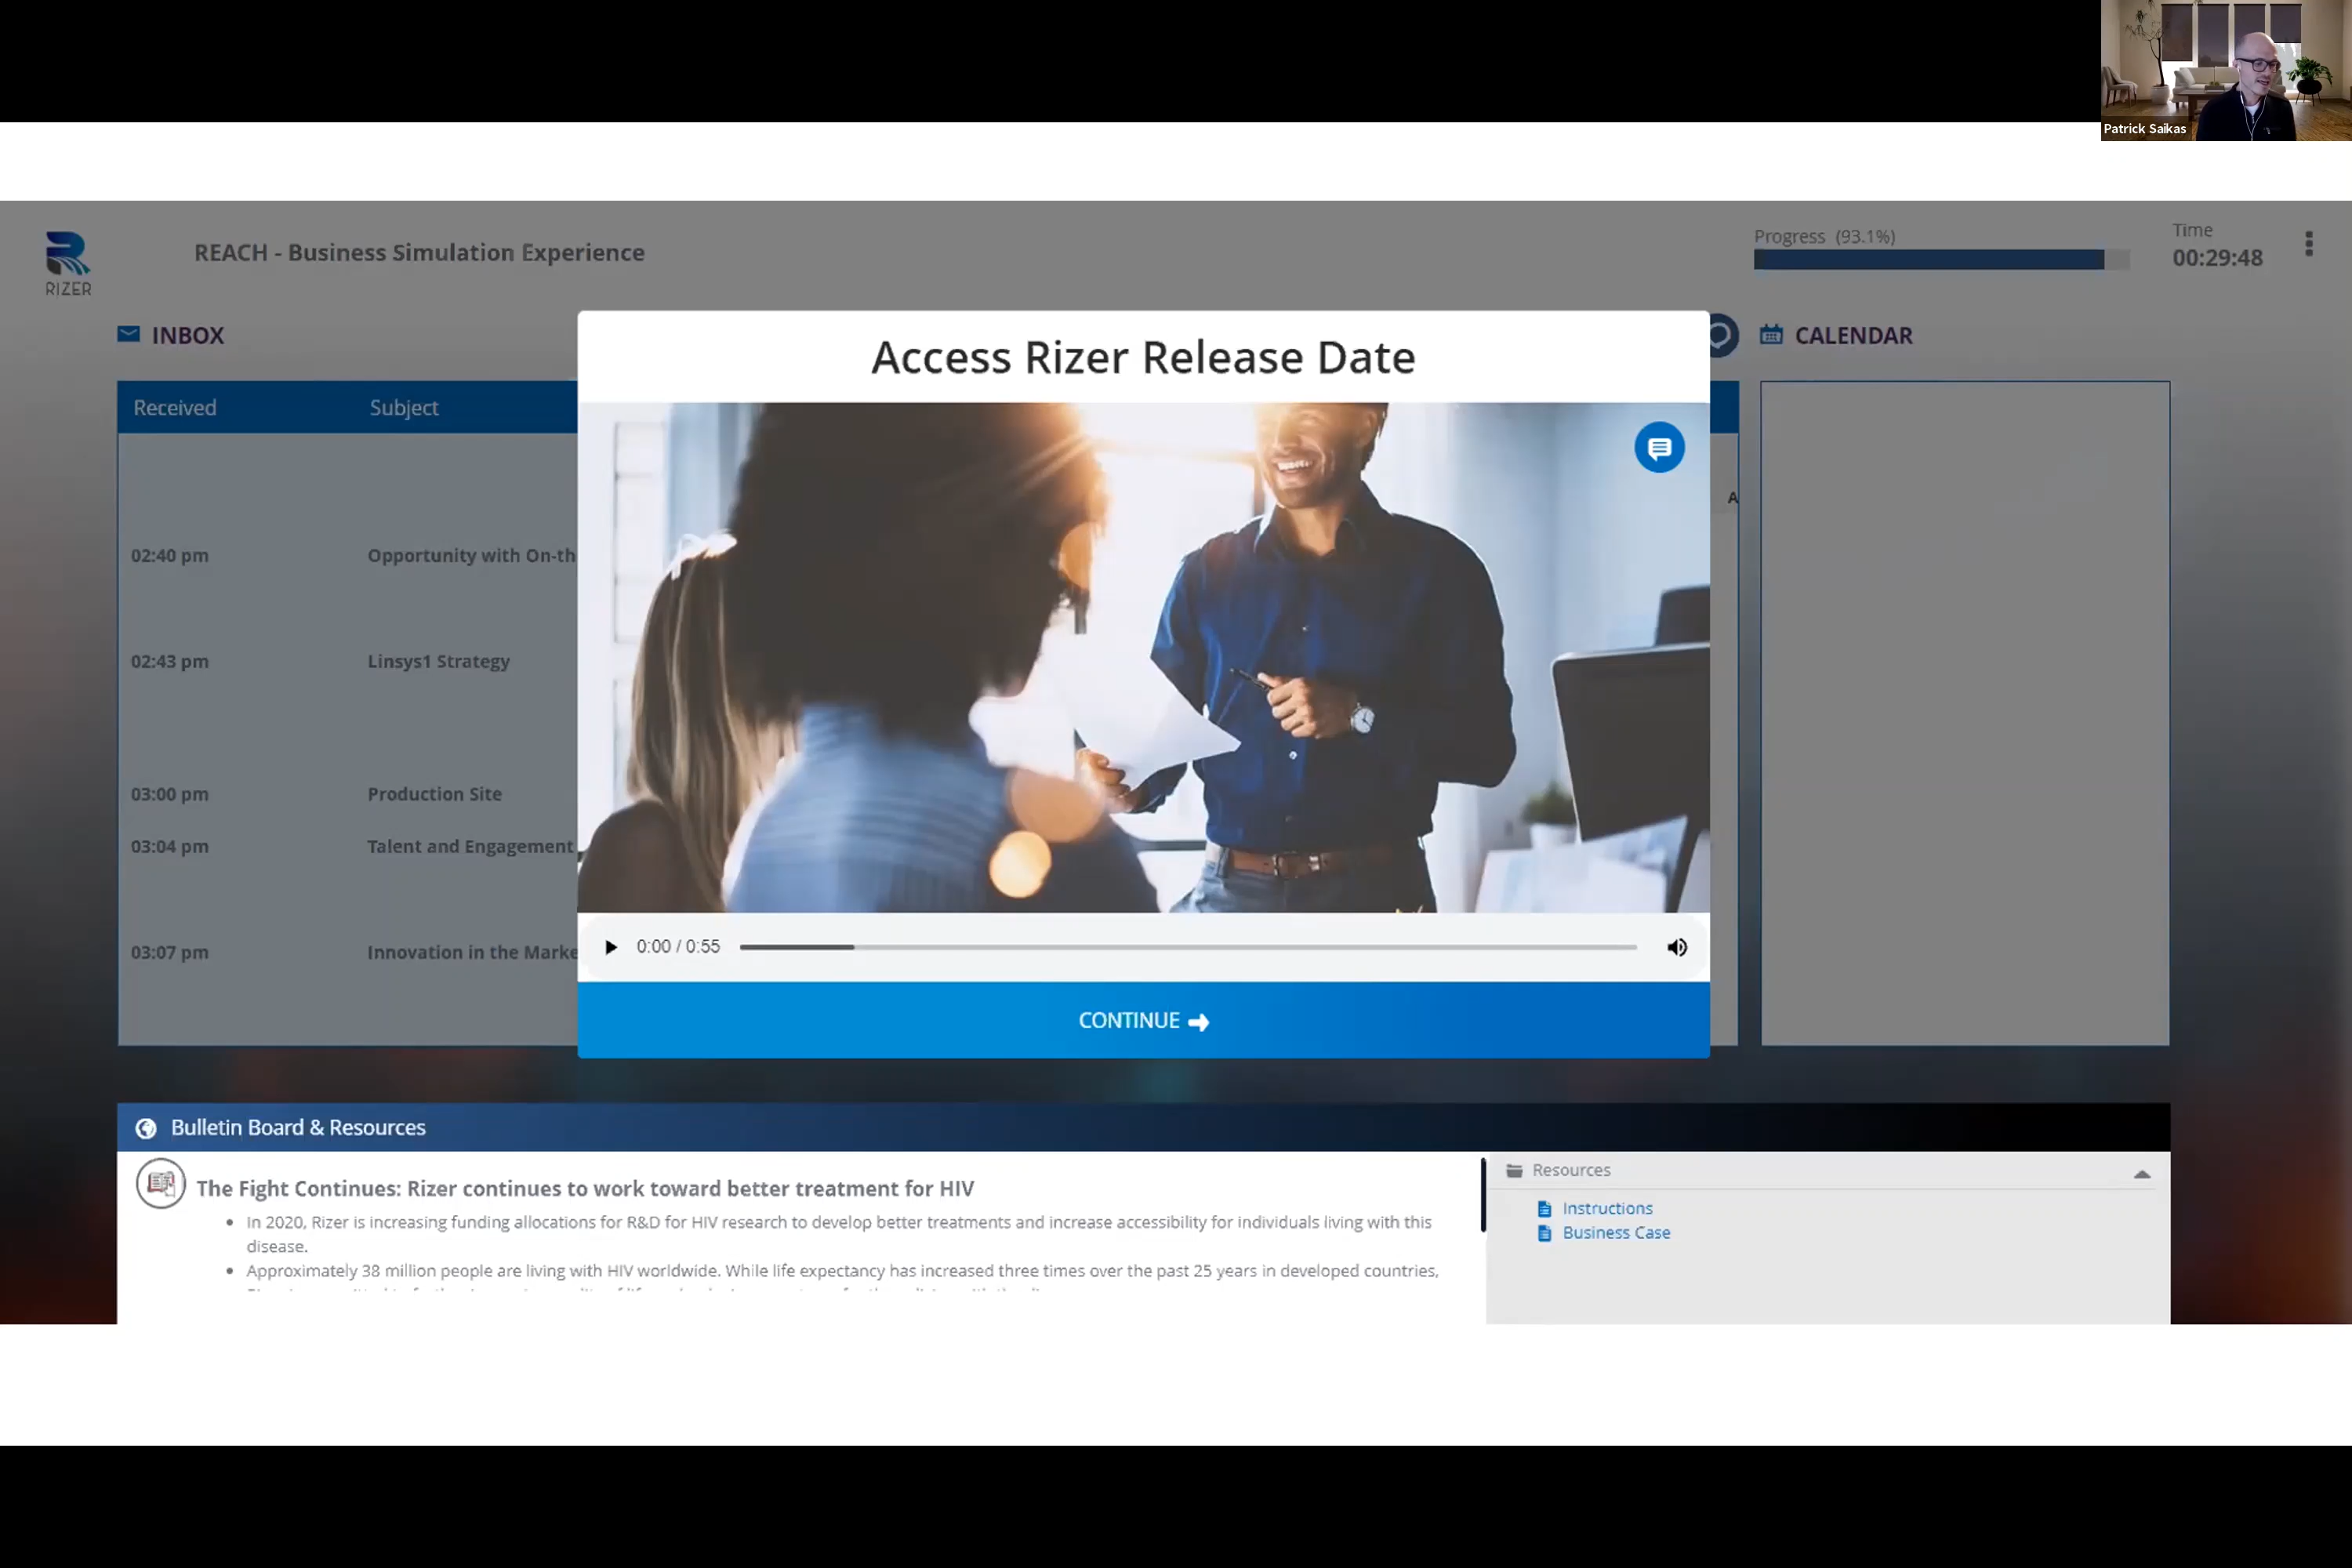 Patrick Saikas
RIZER
REACH - Business Simulation Experience
Progress (93.1%)
Time
00:29:48
INBOX
CALENDAR
Received Subject
02:40 pm Opportunity with On-th
02:43 pm Linsys1 Strategy
03:00 pm Production Site
03:04 pm Talent and Engagement
03:07 pm Innovation in the Marke
A
Access Rizer Release Date
0:00 / 0:55
CONTINUE
Bulletin Board & Resources
The Fight Continues: Rizer continues to work toward better treatment for HIV
• In 2020, Rizer is increasing funding allocations for R&D for HIV research to develop better treatments and increase accessibility for individuals living with this
disease.
• Approximately 38 million people are living with HIV worldwide. While life expectancy has increased three times over the past 25 years in developed countries,
Resources
Instructions
Business Case